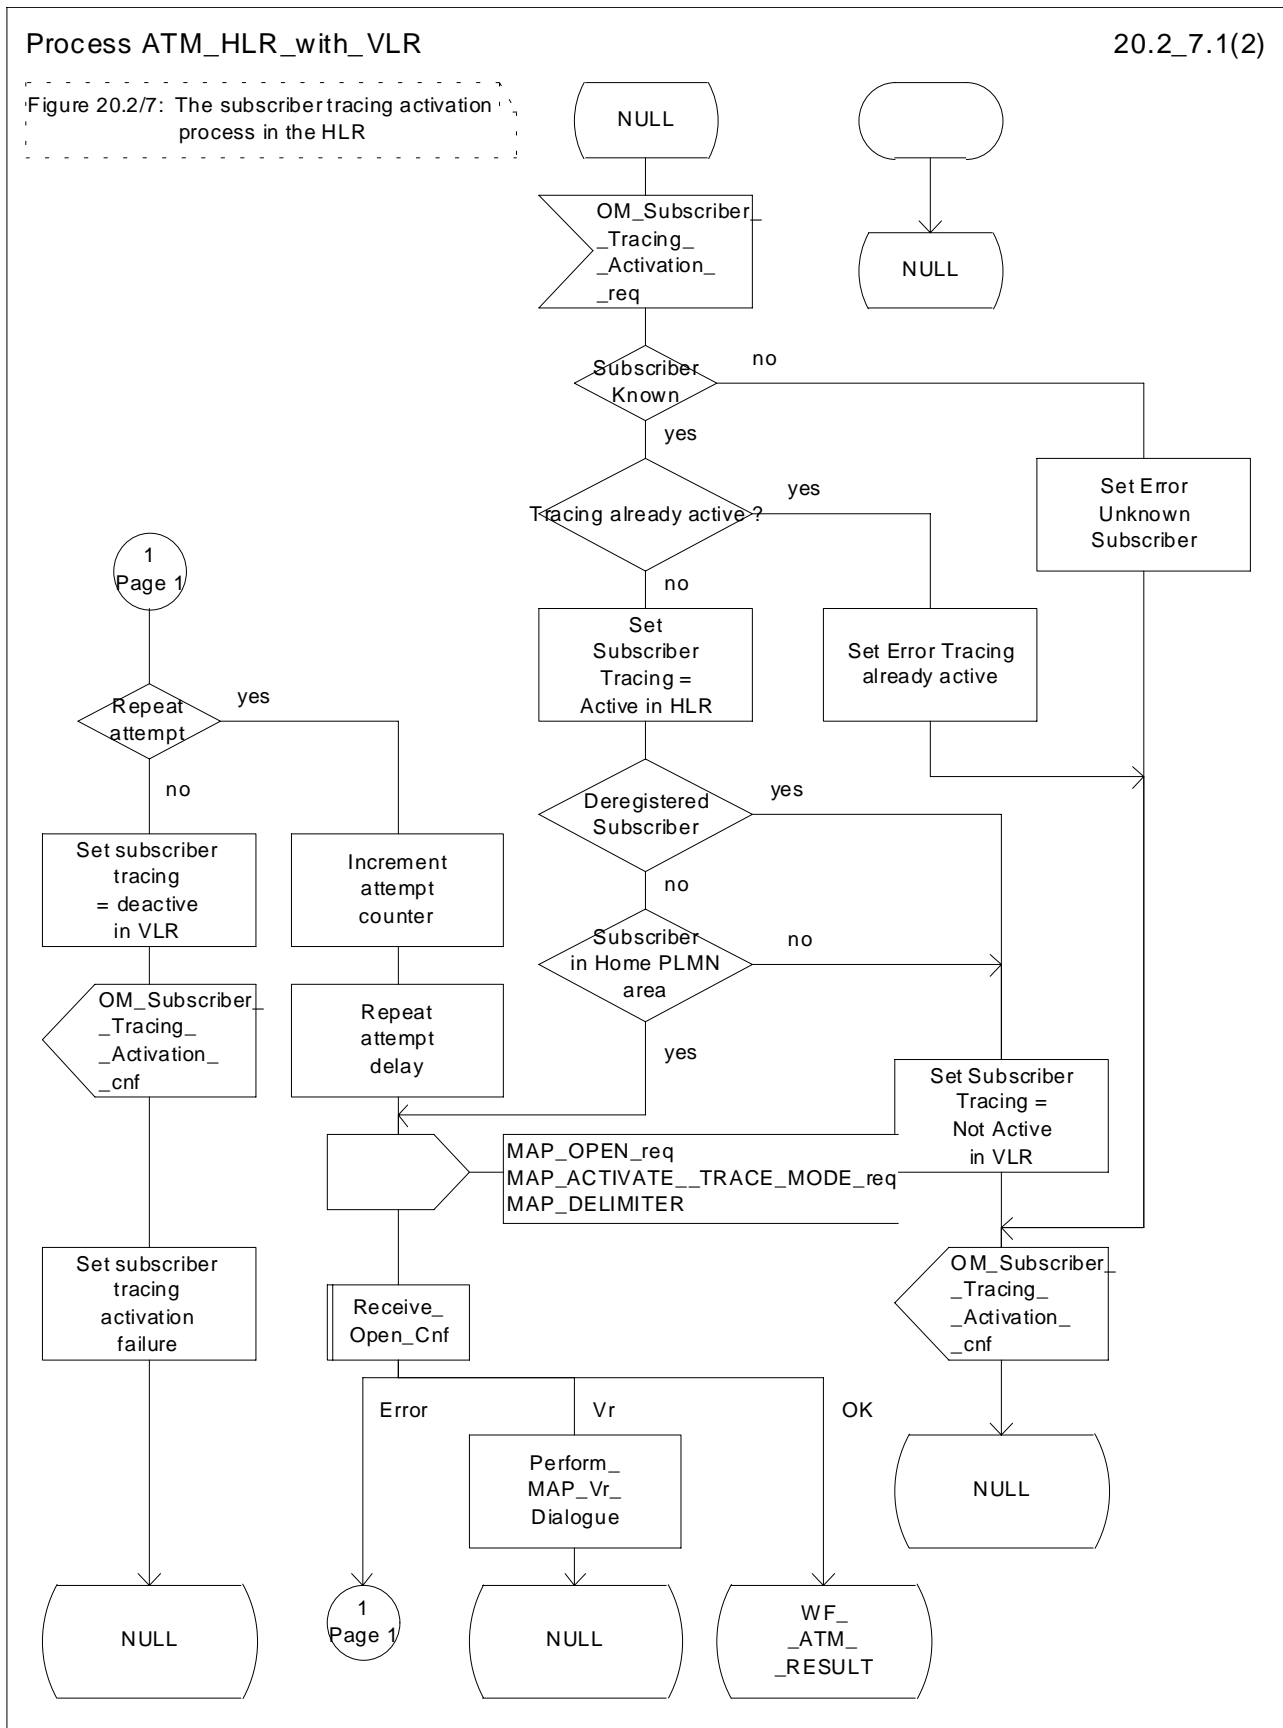 Process ATM_HLR_with_VLR
20.2_7.1(2)
Figure 20.2/7: The subscriber tracing activation
process in the HLR
NULL
OM_Subscriber_
_Tracing_
_Activation_
_req
NULL
Subscriber
Known
no
yes
Tracing already active ?
yes
no
Set Error
Unknown
Subscriber
1
Page 1
Set
Subscriber
Tracing =
Active in HLR
Set Error Tracing
already active
Repeat
attempt
yes
no
Deregistered
Subscriber
yes
no
Set subscriber
tracing
= deactive
in VLR
Increment
attempt
counter
Subscriber
in Home PLMN
area
no
yes
OM_Subscriber_
_Tracing_
_Activation_
_cnf
Repeat
attempt
delay
Set Subscriber
Tracing =
Not Active
in VLR
MAP_OPEN_req
MAP_ACTIVATE__TRACE_MODE_req
MAP_DELIMITER
Set subscriber
tracing
activation
failure
Receive_
_Open_Cnf
OM_Subscriber_
_Tracing_
_Activation_
_cnf
Error
Vr
OK
Perform_
_MAP_Vr_
_Dialogue
NULL
NULL
1
Page 1
NULL
WF_
_ATM_
_RESULT